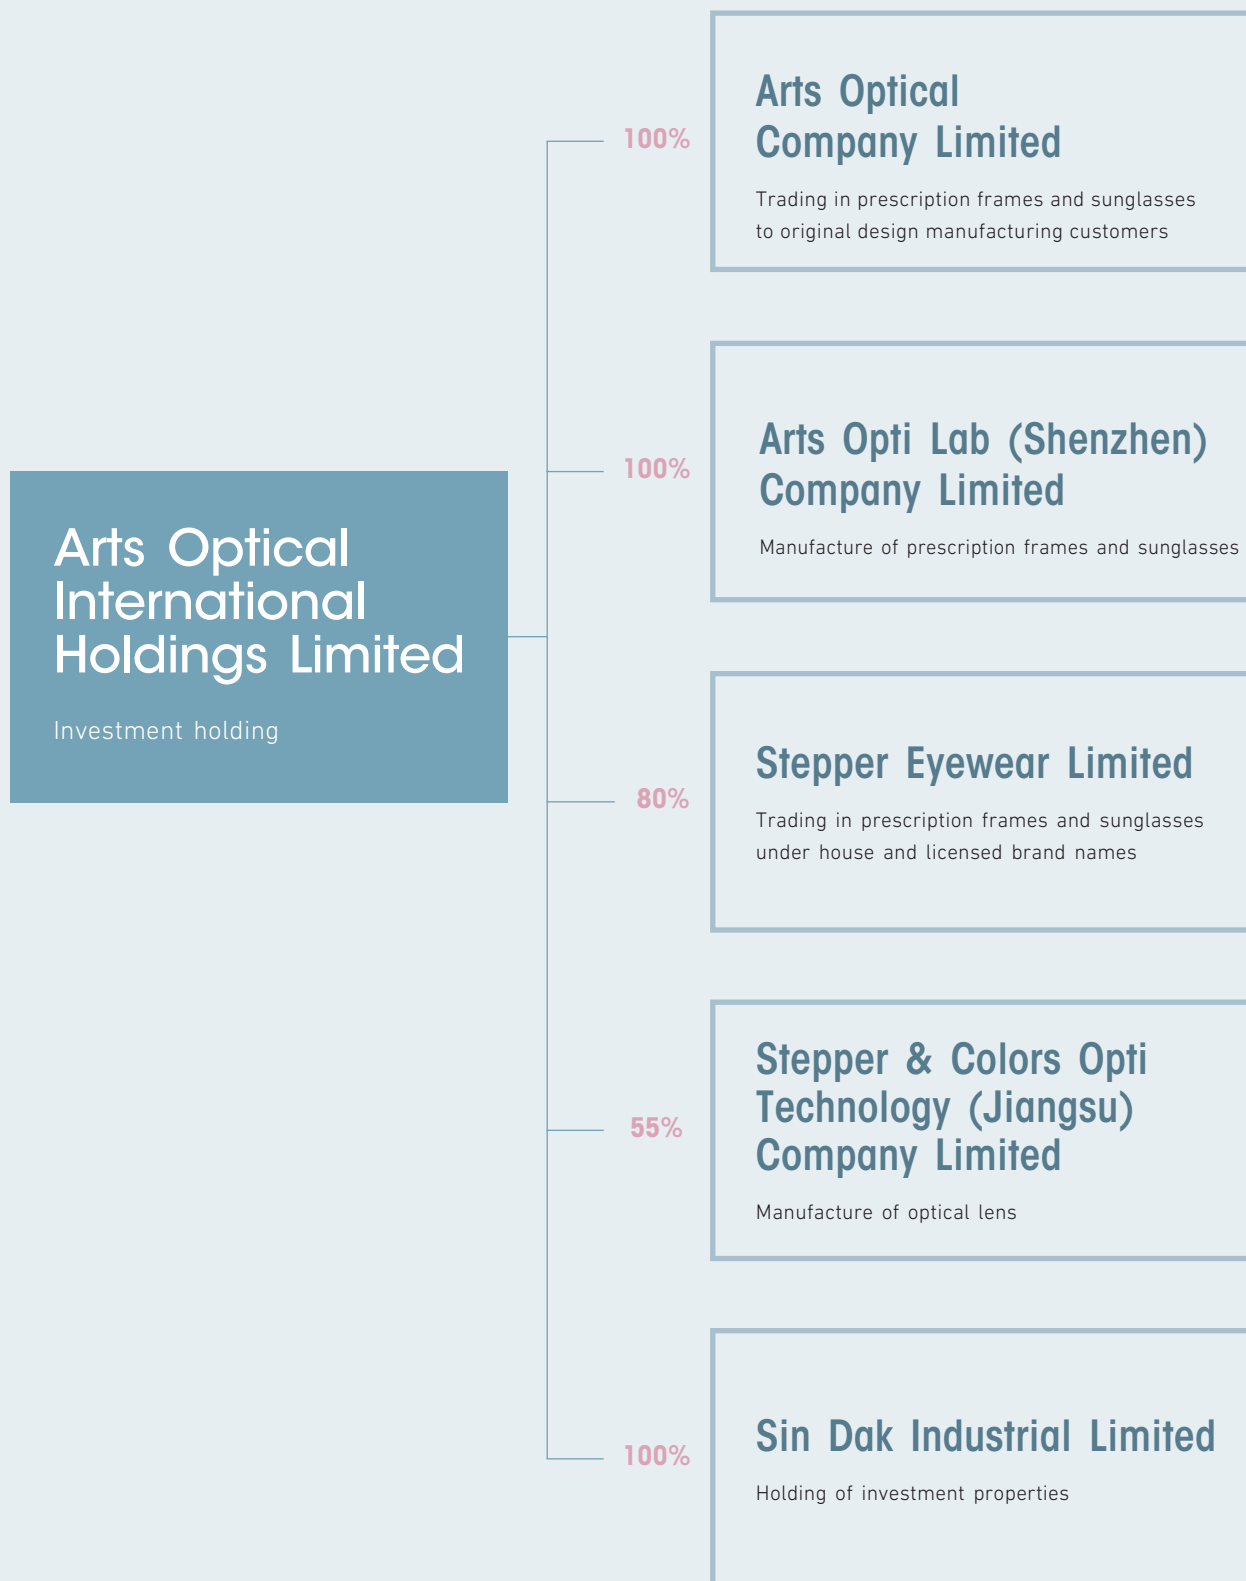 Arts Optical
International
Holdings Limited
Investment holding
100%
Arts Optical
Company Limited
Trading in prescription frames and sunglasses
to original design manufacturing customers
100%
Arts Opti Lab (Shenzhen)
Company Limited
Manufacture of prescription frames and sunglasses
80%
Stepper Eyewear Limited
Trading in prescription frames and sunglasses
under house and licensed brand names
55%
Stepper & Colors Opti
Technology (Jiangsu)
Company Limited
Manufacture of optical lens
100%
Sin Dak Industrial Limited
Holding of investment properties